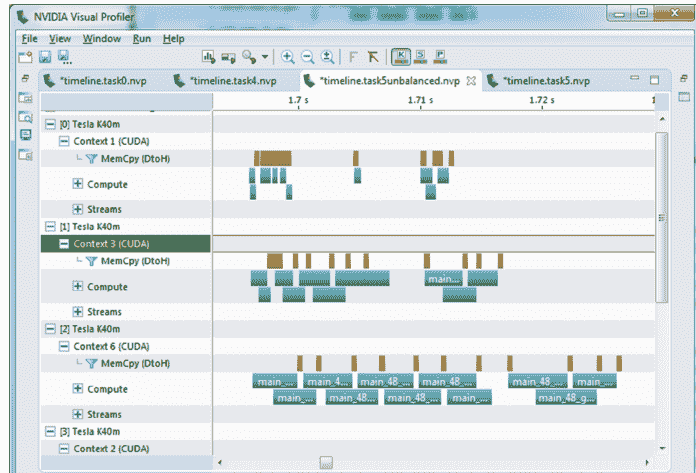 NVIDIA Visual Profiler
File View Window Run Help
*timeline.task0.nvp *timeline.task4.nvp *timeline.task5unbalanced.nvp *timeline.task5.nvp
1.7 s 1.71 s 1.72 s 1
[0] Tesla K40m
Context 1 (CUDA)
MemCpy (DtoH)
Compute
Streams
[1] Tesla K40m
Context 3 (CUDA)
MemCpy (DtoH)
Compute main...
Streams
[2] Tesla K40m
Context 6 (CUDA)
MemCpy (DtoH)
main_... main_4... main_48_... main_48_... main_48_... main_...
Compute
main_... main_48... main_48_... main_... main_48_g...
Streams
[3] Tesla K40m
Context 2 (CUDA)